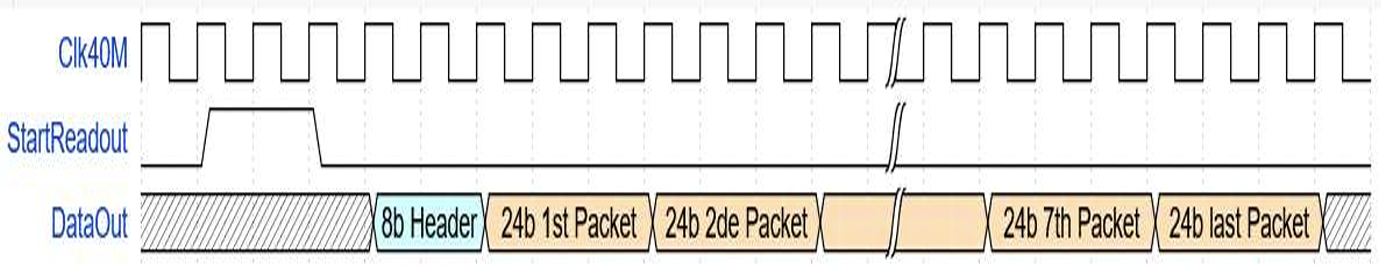 Clk40M
StartReadout
DataOut 8b Header 24b 1st Packet 24b 2de Packet 24b 7th Packet 24b last Packet